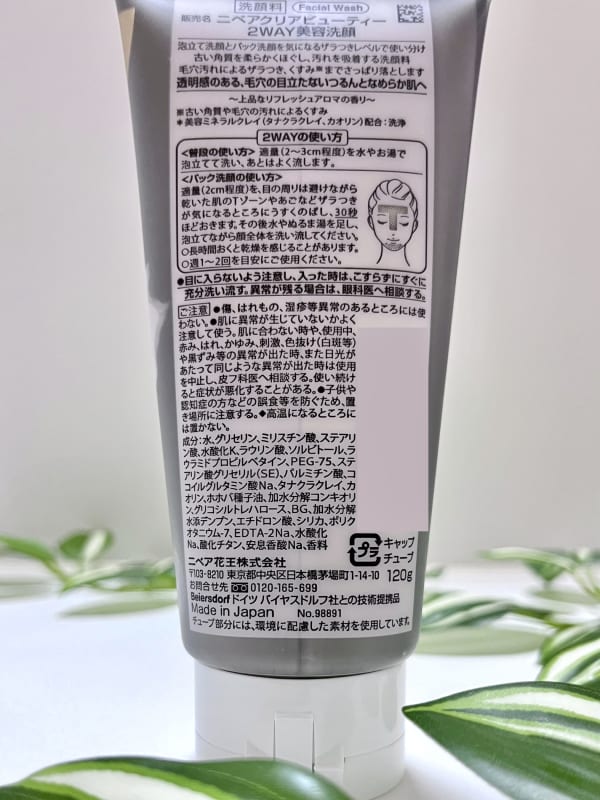 洗顔料 Facial Wash
販売名 ニベアクリアビューティー
2WAY美容洗顔
泡立て洗顔とパック洗顔を気になるザラつきレベルで使い分け
古い角質を柔らかくほぐし、汚れを吸着する洗顔料
毛穴汚れによるザラつき、くすみ※までさっぱり落とします
透明感のある、毛穴の目立たないつるんとなめらか肌へ
〜上品なリフレッシュアロマの香り〜
※古い角質や毛穴の汚れによるくすみ
＊美容ミネラルクレイ(タナクラクレイ、カオリン)配合：洗浄
2WAYの使い方
<普段の使い方> 適量(2〜3cm程度)を水やお湯で
泡立てて洗い、あとはよく流します。
<パック洗顔の使い方>
適量(2cm程度)を、目の周りは避けながら
乾いた肌のTゾーンやあごなどザラつき
が気になるところにうすくのばし、30秒
ほどおきます。その後水やぬるま湯を足し、
泡立てながら顔全体を洗い流してください。
○長時間おくと乾燥を感じることがあります。
○週1〜2回を目安にご使用ください。
●目に入らないよう注意し、入った時は、こすらずにすぐに
充分洗い流す。異常が残る場合は、眼科医へ相談する。
ご注意 ●傷、はれもの、湿疹等異常のあるところには使
わない。●肌に異常が生じていないかよく
注意して使う。肌に合わない時や、使用中、
赤み、はれ、かゆみ、刺激、色抜け(白斑等)
や黒ずみ等の異常が出た時、また日光が
あたって同じような異常が出た時は使用
を中止し、皮フ科医へ相談する。使い続け
ると症状が悪化することがある。●子供や
認知症の方などの誤食等を防ぐため、置
き場所に注意する。◆高温になるところに
は置かない。
成分：水、グリセリン、ミリスチン酸、ステアリ
ン酸、水酸化K、ラウリン酸、ソルビトール、ラ
ウラミドプロピルベタイン、PEG-75、ステ
アリン酸グリセリル(SE)、パルミチン酸、コ
コイルグルタミン酸Na、タナクラクレイ、カ
オリン、ホホバ種子油、加水分解コンキオリ
ン、グリコシルトレハロース、BG、加水分解
水添デンプン、エチドロン酸、シリカ、ポリク
オタニウム-7、EDTA-2Na、水酸化
Na、酸化チタン、安息香酸Na、香料
プラ キャップ
チューブ
ニベア花王株式会社
〒103-8210 東京都中央区日本橋茅場町1-14-10 120g
お問合せ先 0120-165-699
Beiersdorf ドイツ バイヤスドルフ社との技術提携品
Made in Japan No.98891
チューブ部分には、環境に配慮した素材を使用しています。